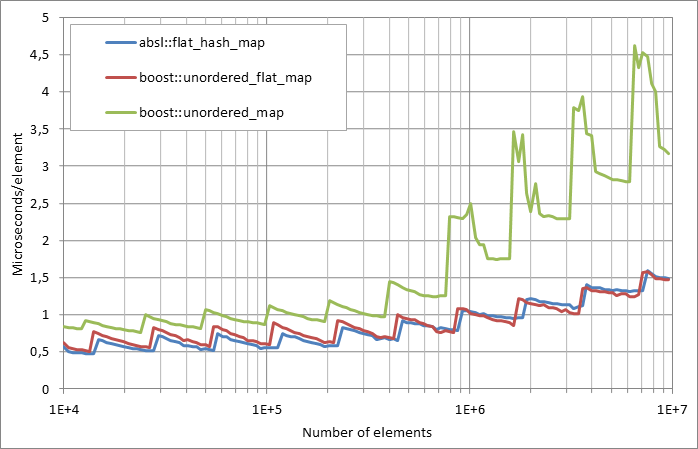 5
4,5
4
3,5
3
2,5
2
1,5
1
0,5
0
Microseconds/element
absl::flat_hash_map
boost::unordered_flat_map
boost::unordered_map
1E+4
1E+5
1E+6
1E+7
Number of elements